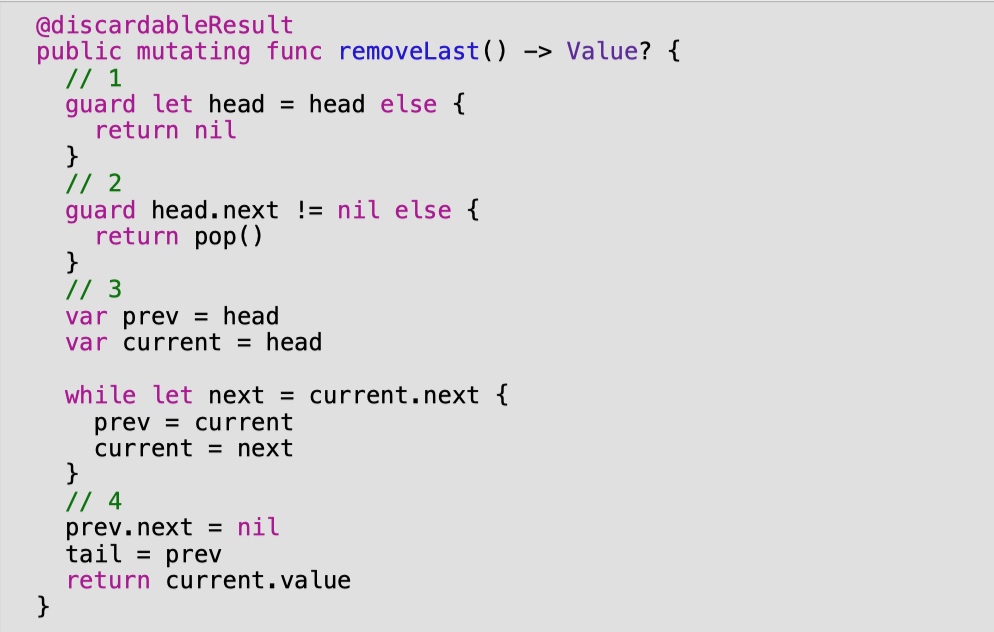 @discardableResult
public mutating func removeLast() -> Value? {
  // 1
  guard let head = head else {
    return nil
  }
  // 2
  guard head.next != nil else {
    return pop()
  }
  // 3
  var prev = head
  var current = head

  while let next = current.next {
    prev = current
    current = next
  }
  // 4
  prev.next = nil
  tail = prev
  return current.value
}